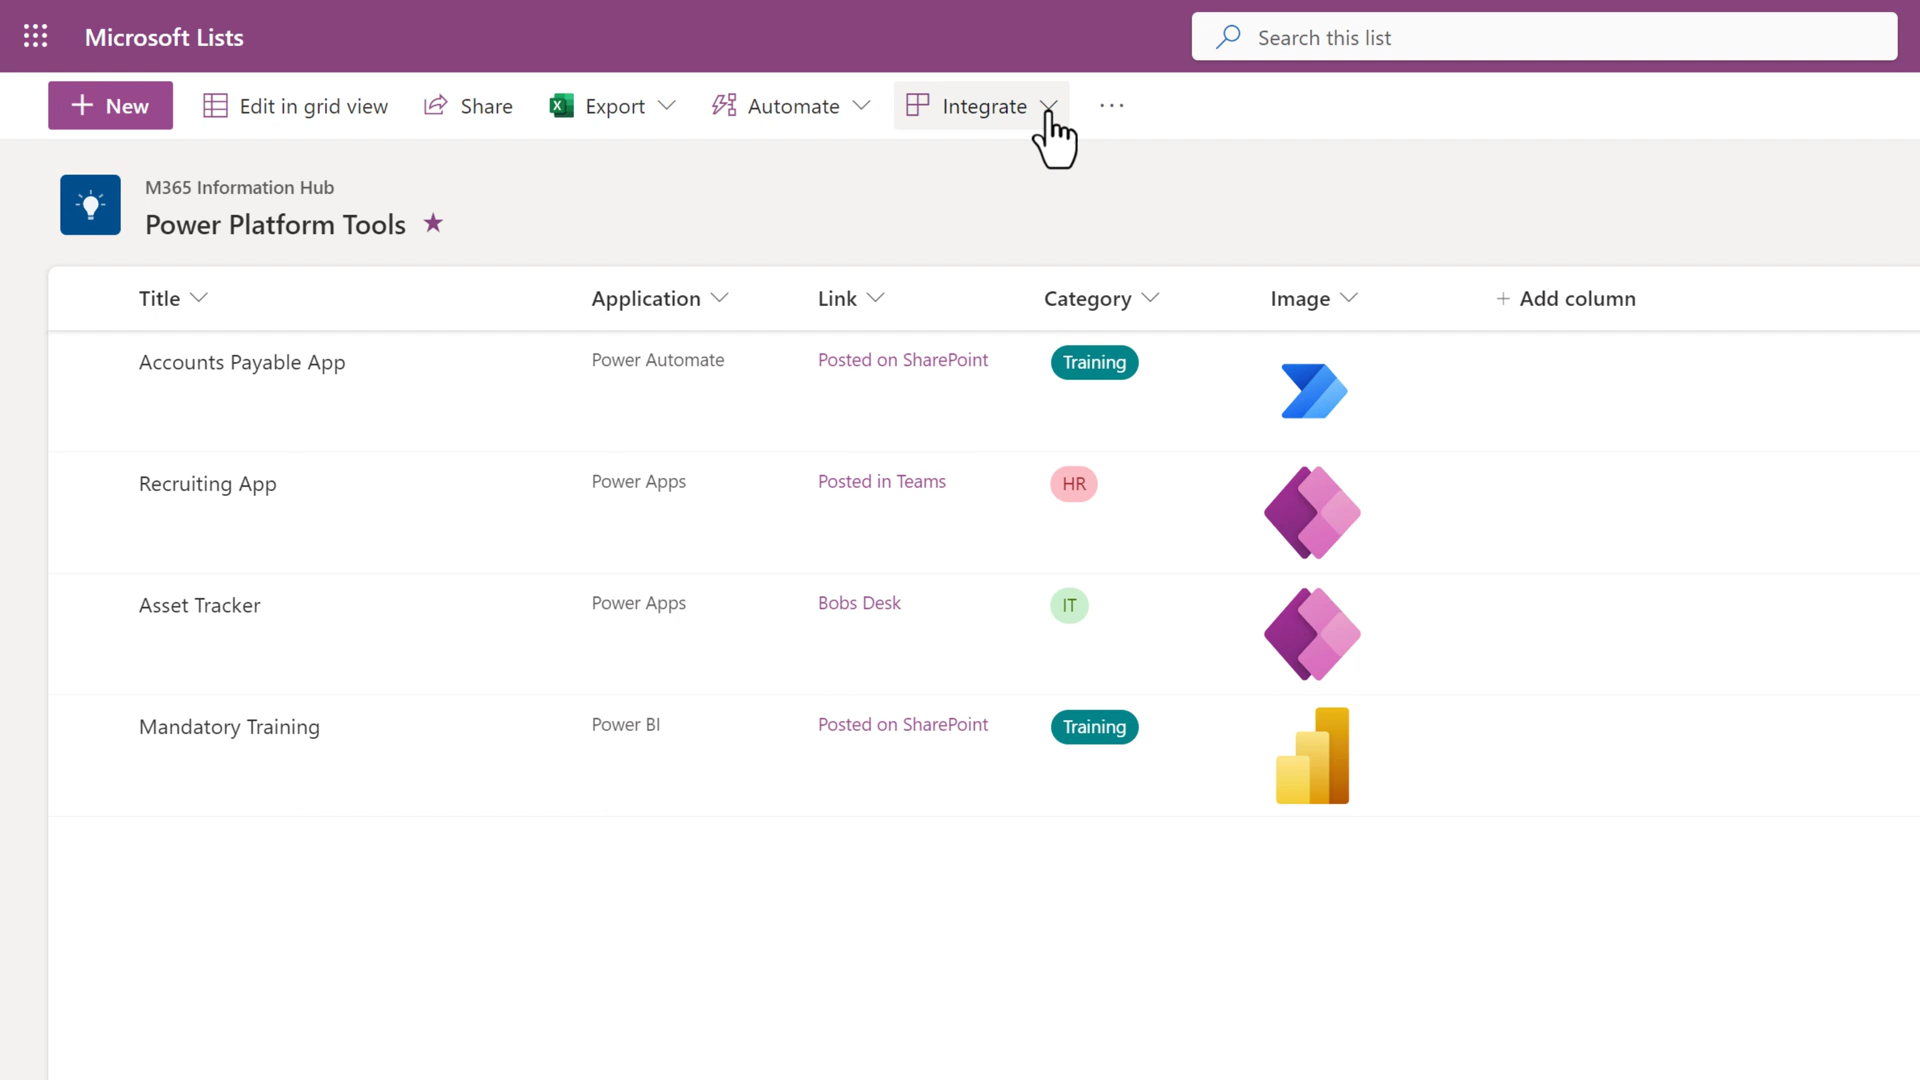 Microsoft Lists
Search this list
New
Edit in grid view
Share
Export
Automate
Integrate
M365 Information Hub
Power Platform Tools
Title
Application
Link
Category
Image
Add column
Accounts Payable App
Power Automate
Posted on SharePoint
Training
Recruiting App
Power Apps
Posted in Teams
HR
Asset Tracker
Power Apps
Bobs Desk
IT
Mandatory Training
Power BI
Posted on SharePoint
Training